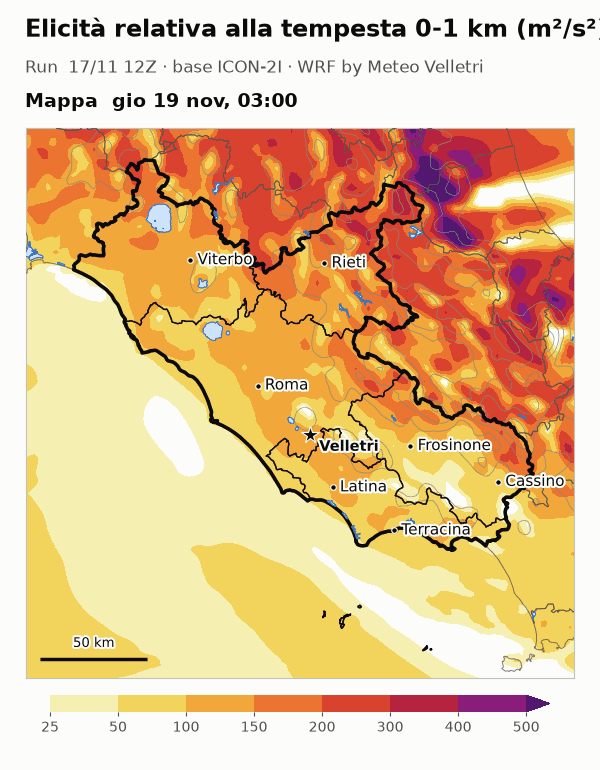 Elicità relativa alla tempesta 0-1 km (m²/s²)
Run 17/11 12Z · base ICON-2I · WRF by Meteo Velletri
Mappa gio 19 nov, 03:00
Viterbo
Rieti
Roma
Velletri
Frosinone
Cassino
Latina
Terracina
50 km
25 50 100 150 200 300 400 500